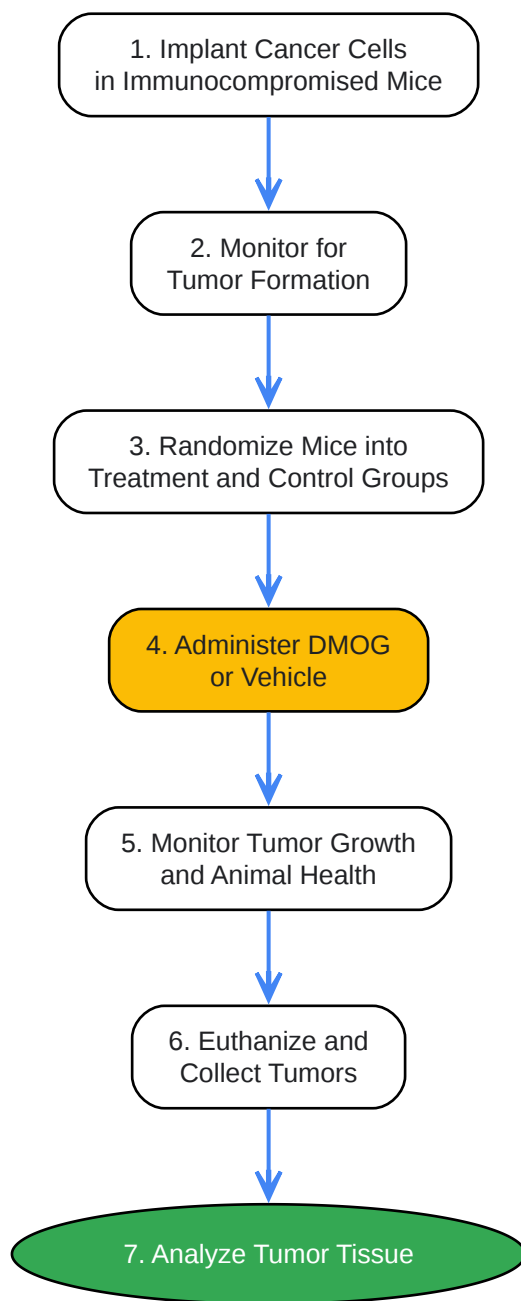 1. Implant Cancer Cells
in Immunocompromised Mice
2. Monitor for
Tumor Formation
3. Randomize Mice into
Treatment and Control Groups
4. Administer DMOG
or Vehicle
5. Monitor Tumor Growth
and Animal Health
6. Euthanize and
Collect Tumors
7. Analyze Tumor Tissue